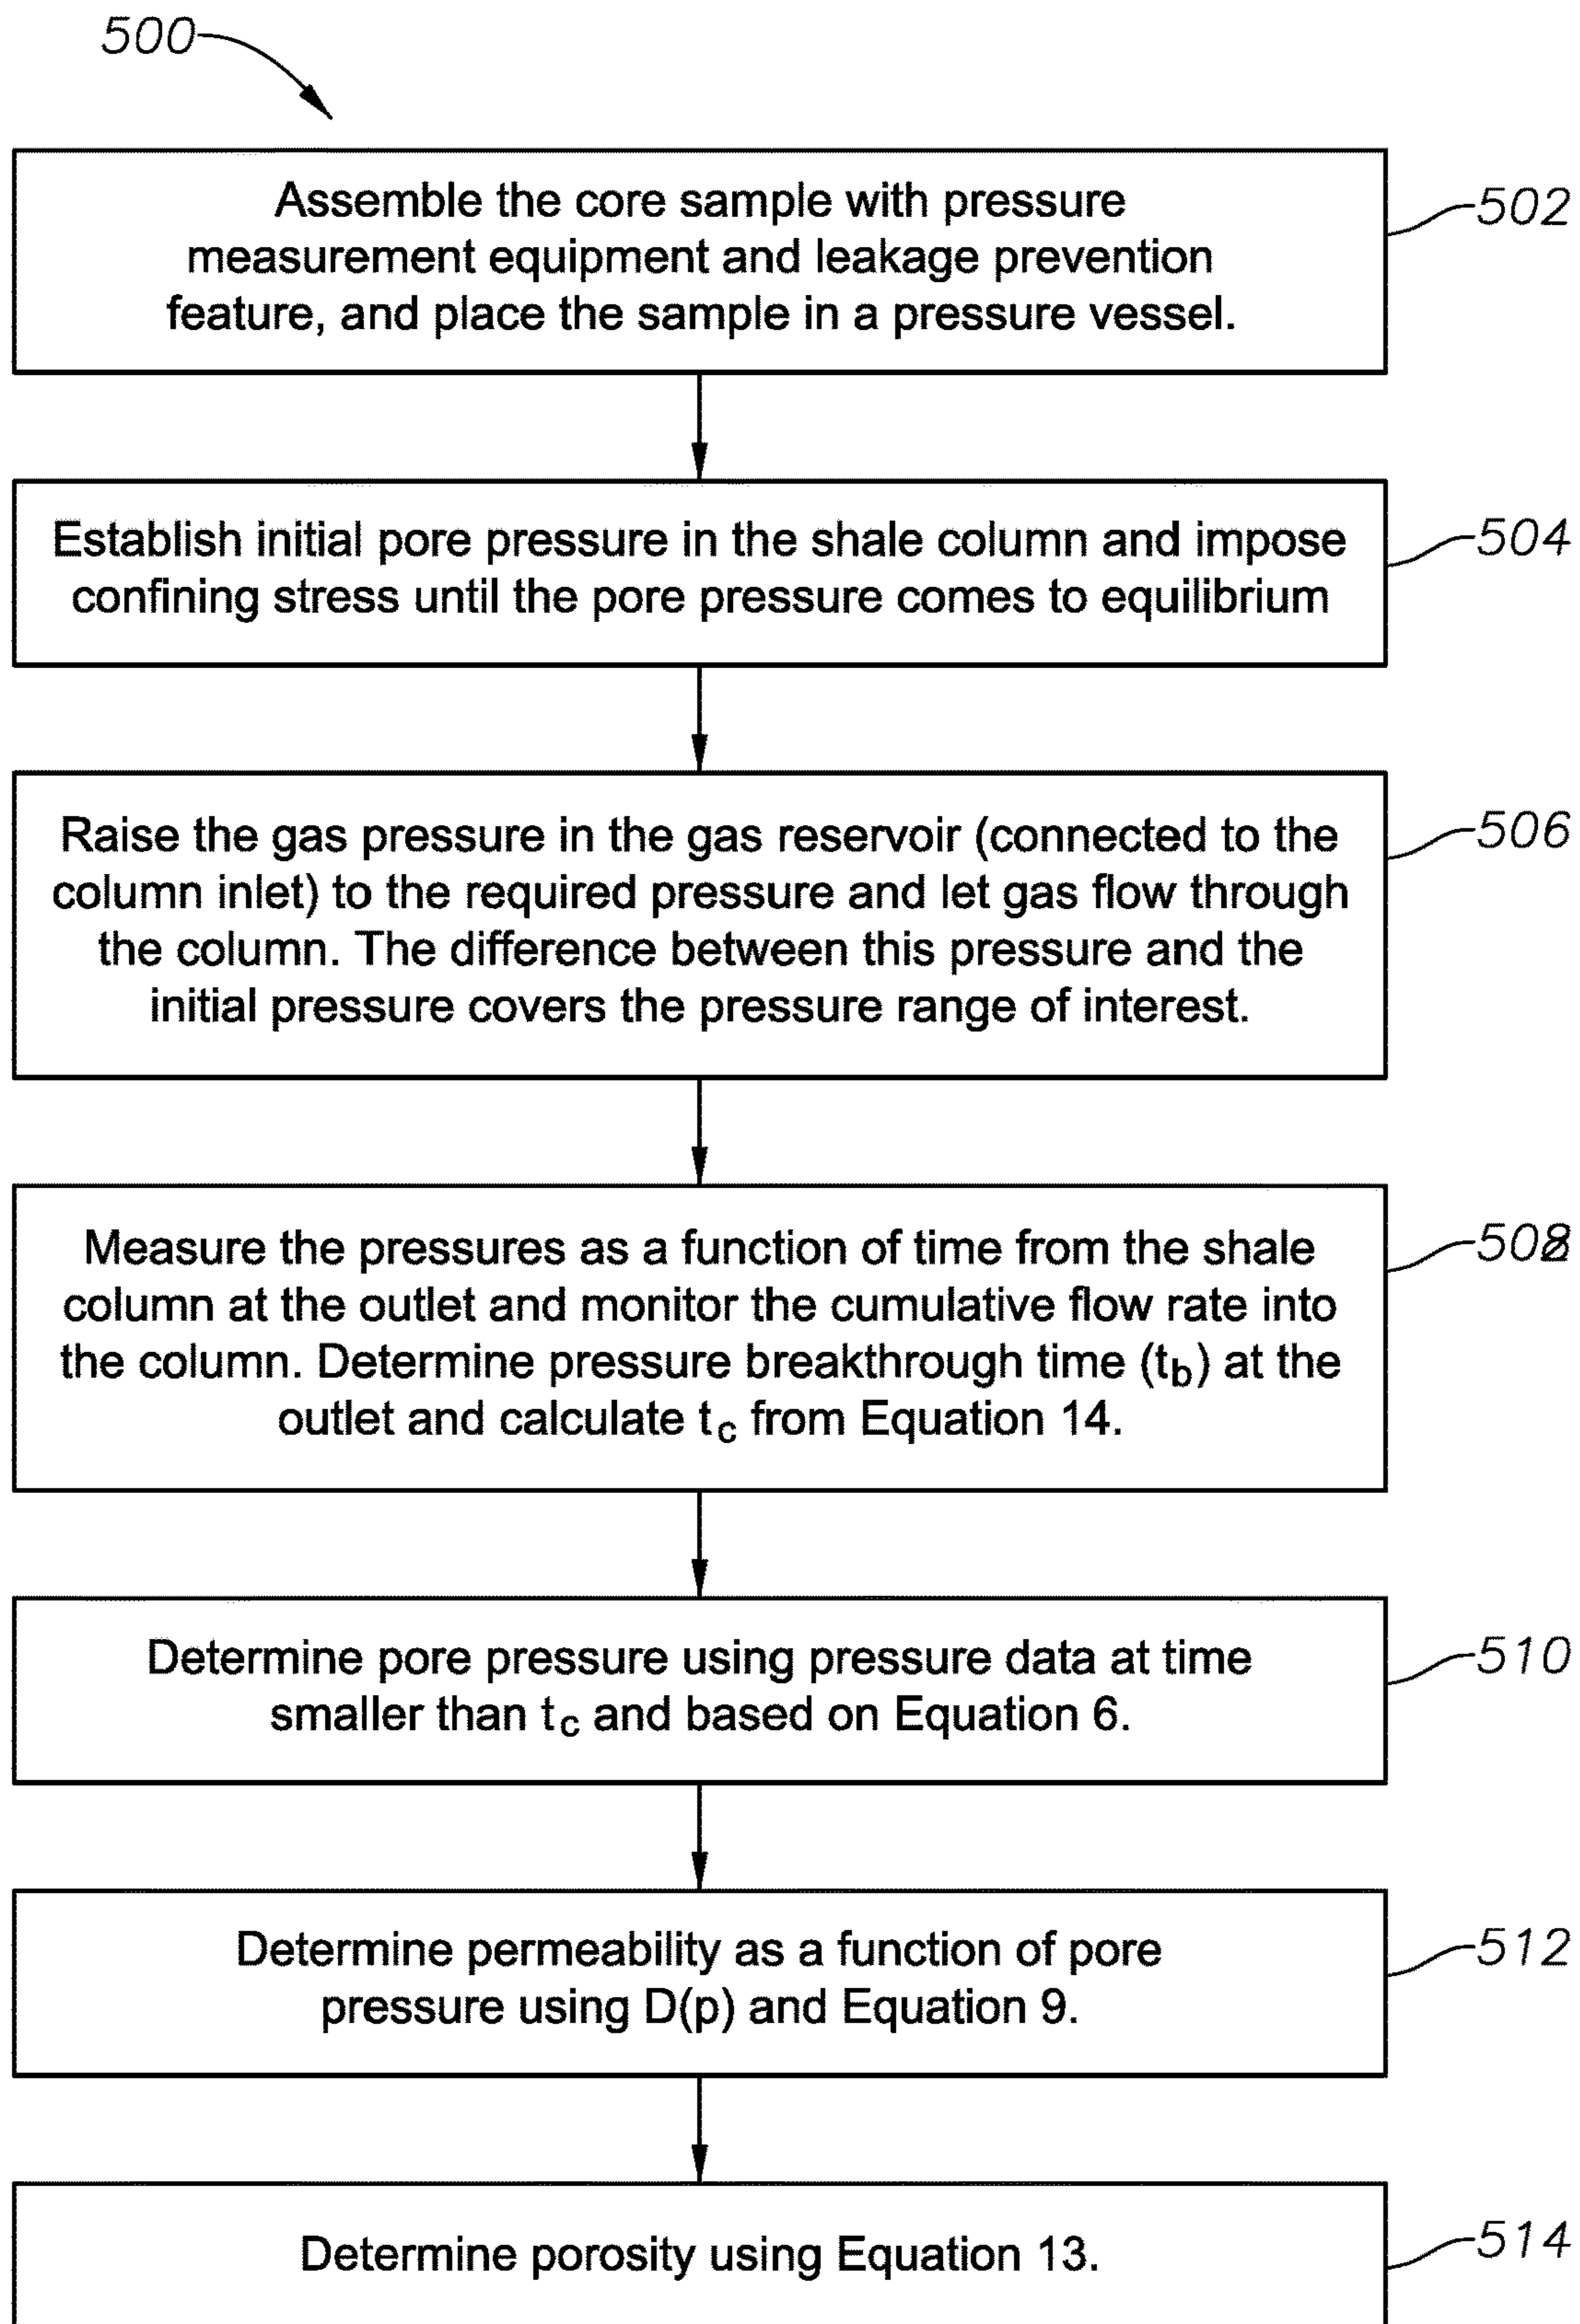 500
Assemble the core sample with pressure
measurement equipment and leakage prevention
feature, and place the sample in a pressure vessel.
502
Establish initial pore pressure in the shale column and impose
confining stress until the pore pressure comes to equilibrium
504
Raise the gas pressure in the gas reservoir (connected to the
column inlet) to the required pressure and let gas flow through
the column. The difference between this pressure and the
initial pressure covers the pressure range of interest.
506
Measure the pressures as a function of time from the shale
column at the outlet and monitor the cumulative flow rate into
the column. Determine pressure breakthrough time (tb) at the
outlet and calculate tc from Equation 14.
508
Determine pore pressure using pressure data at time
smaller than tc and based on Equation 6.
510
Determine permeability as a function of pore
pressure using D(p) and Equation 9.
512
Determine porosity using Equation 13.
514